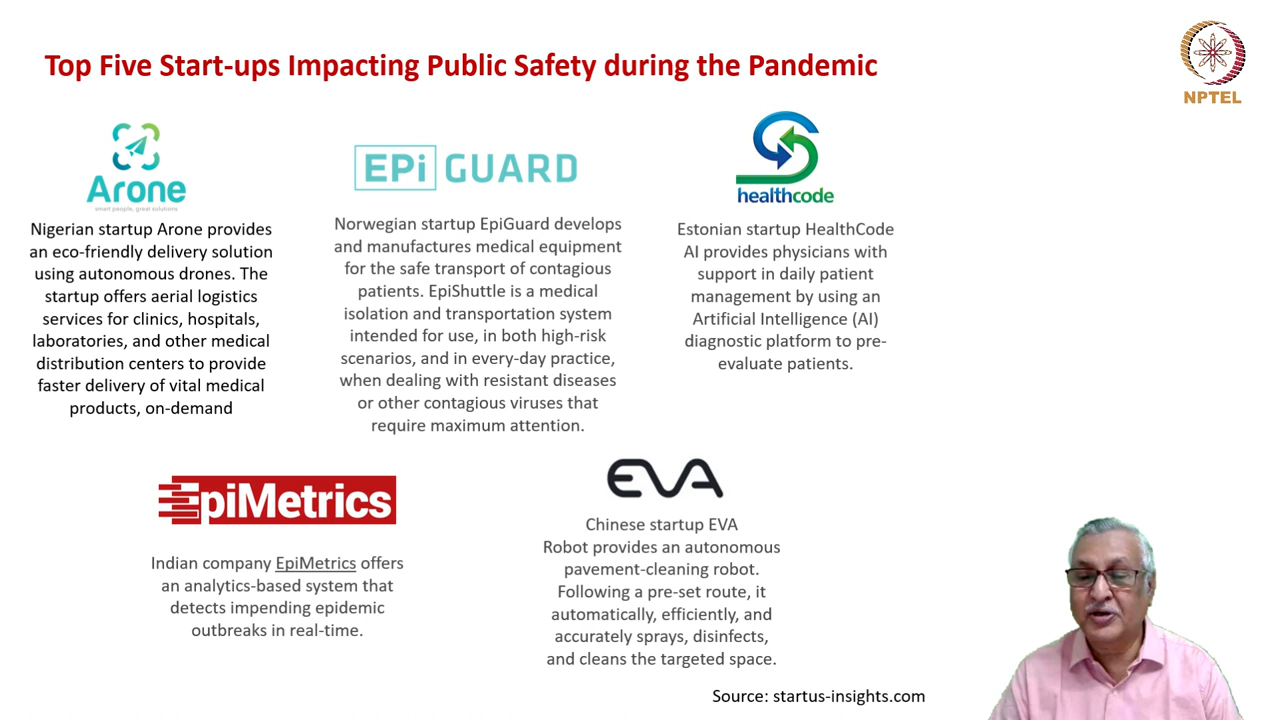 Top Five Start-ups Impacting Public Safety during the Pandemic
NPTEL
Arone
smart people, great solutions
Nigerian startup Arone provides
an eco-friendly delivery solution
using autonomous drones. The
startup offers aerial logistics
services for clinics, hospitals,
laboratories, and other medical
distribution centers to provide
faster delivery of vital medical
products, on-demand
EPi GUARD
Norwegian startup EpiGuard develops
and manufactures medical equipment
for the safe transport of contagious
patients. EpiShuttle is a medical
isolation and transportation system
intended for use, in both high-risk
scenarios, and in every-day practice,
when dealing with resistant diseases
or other contagious viruses that
require maximum attention.
healthcode
Estonian startup HealthCode
AI provides physicians with
support in daily patient
management by using an
Artificial Intelligence (AI)
diagnostic platform to pre-
evaluate patients.
EpiMetrics
Indian company EpiMetrics offers
an analytics-based system that
detects impending epidemic
outbreaks in real-time.
EVA
Chinese startup EVA
Robot provides an autonomous
pavement-cleaning robot.
Following a pre-set route, it
automatically, efficiently, and
accurately sprays, disinfects,
and cleans the targeted space.
Source: startus-insights.com